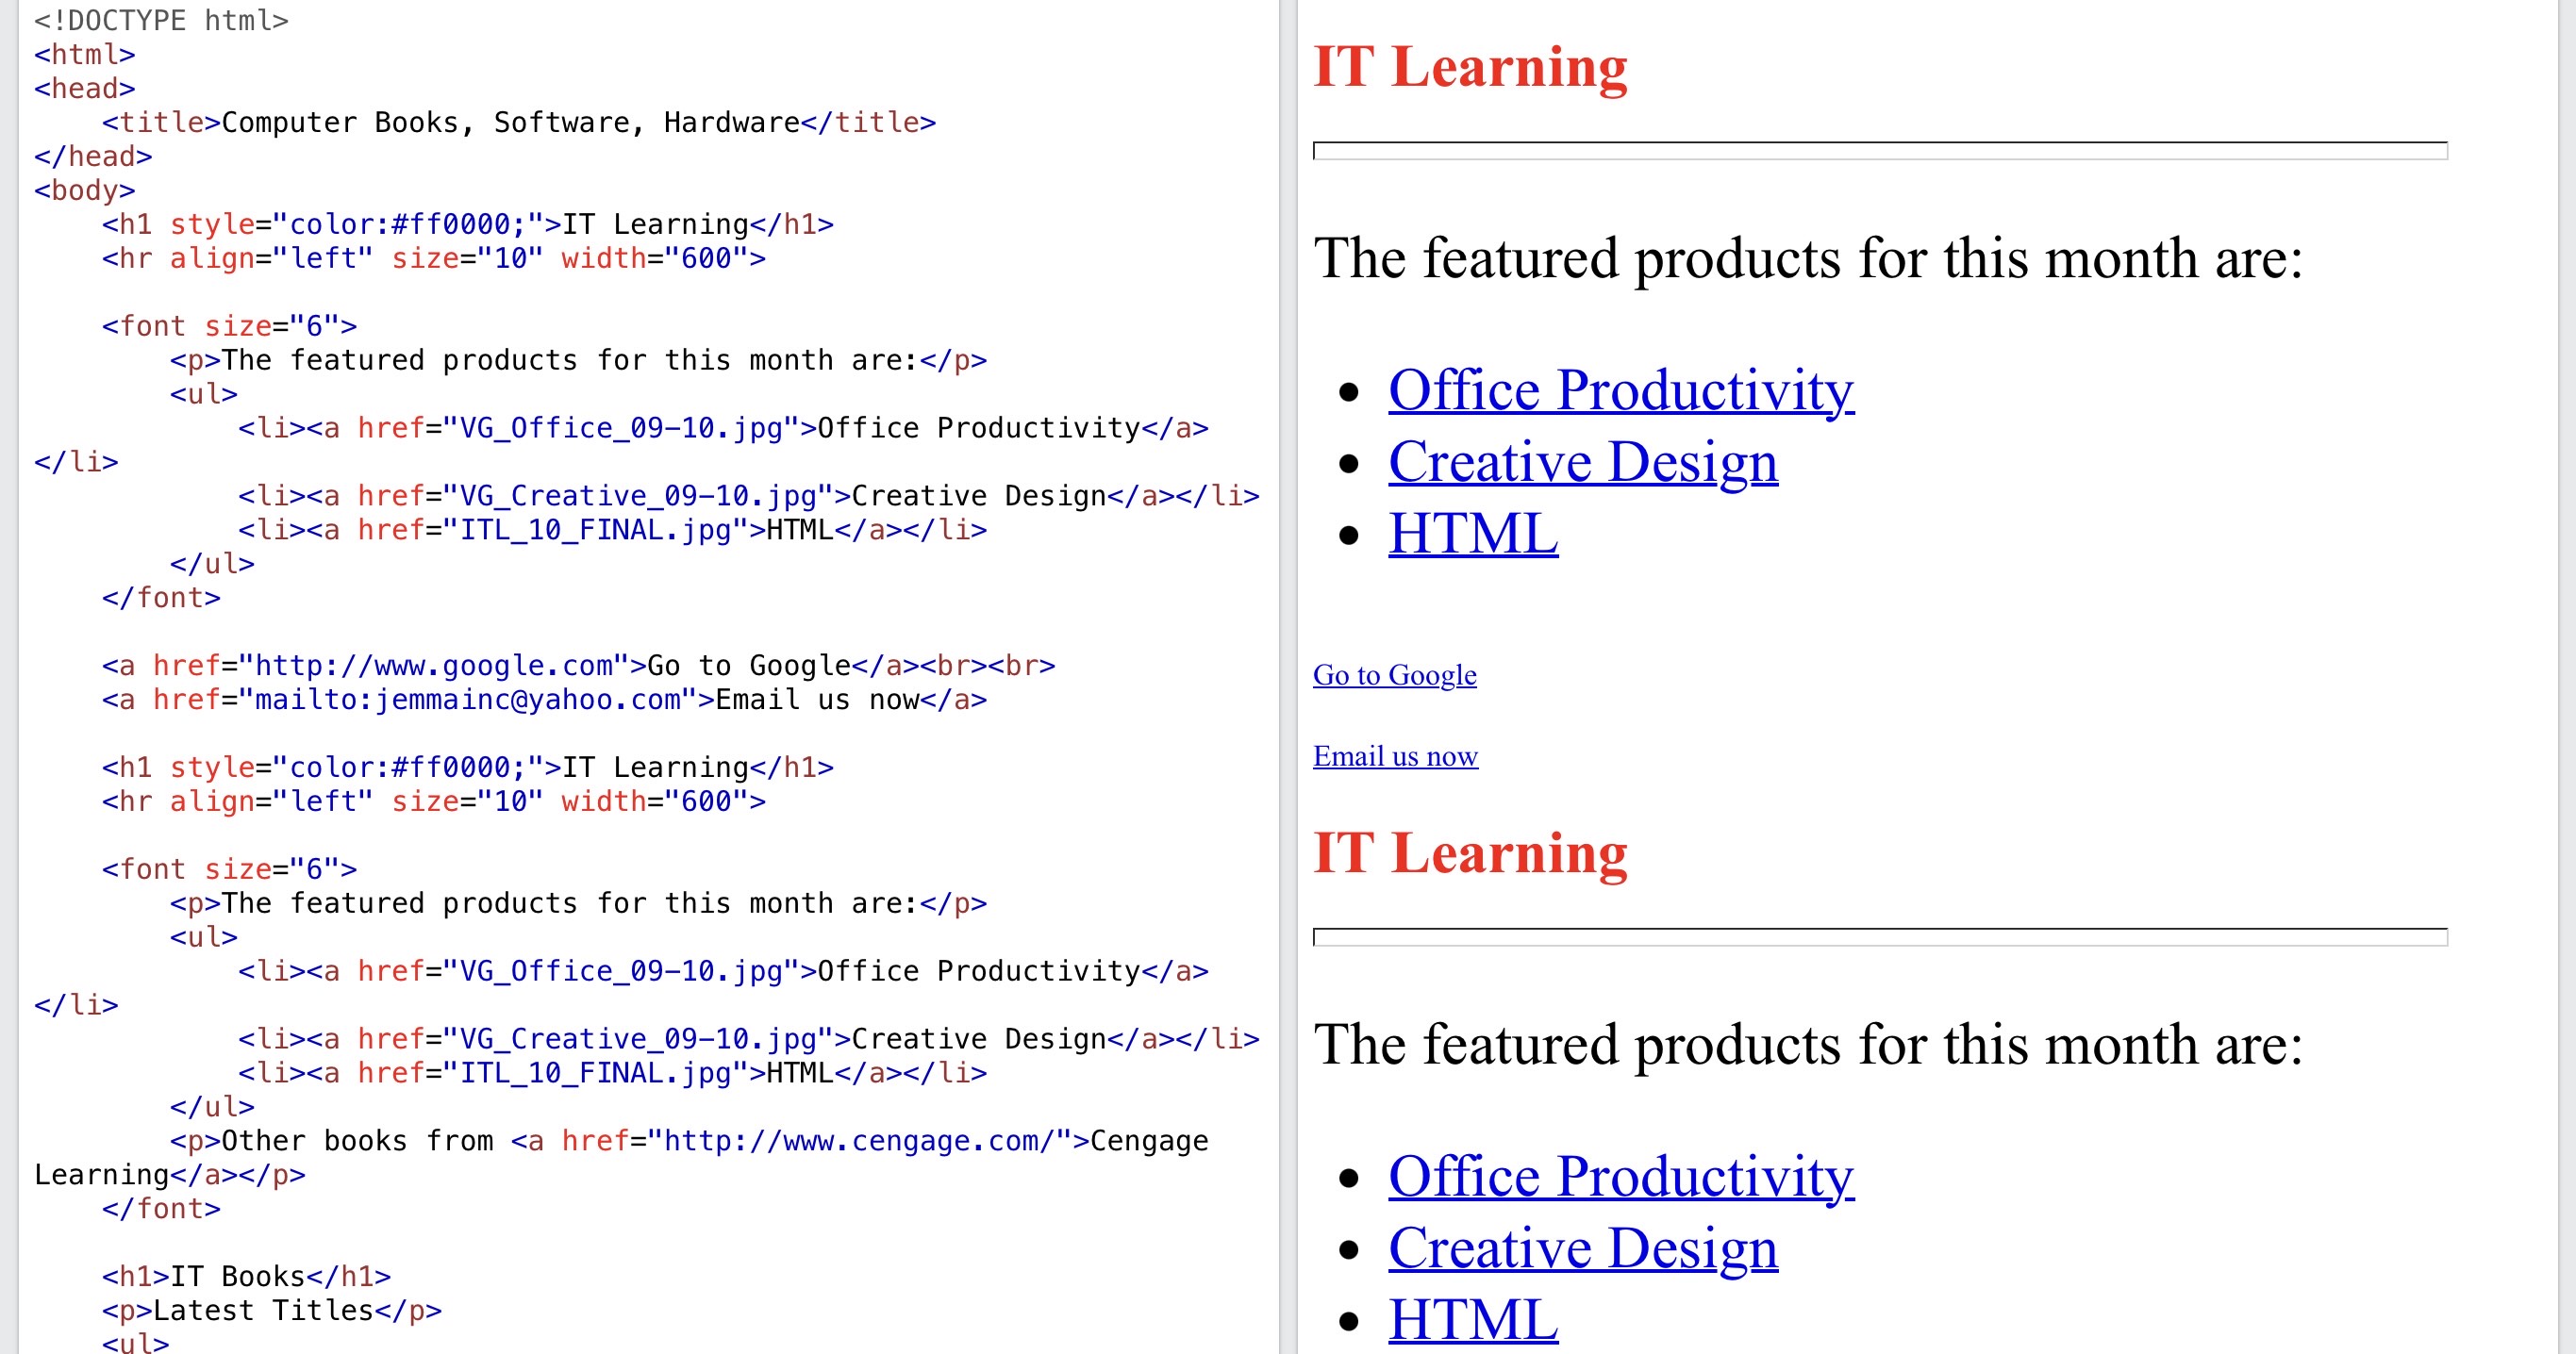 <!DOCTYPE html>
<html>
<head>
    <title>Computer Books, Software, Hardware</title>
</head>
<body>
    <h1 style="color:#ff0000;">IT Learning</h1>
    <hr align="left" size="10" width="600">
    <font size="6">
        <p>The featured products for this month are:</p>
        <ul>
            <li><a href="VG_Office_09-10.jpg">Office Productivity</a>
</li>
            <li><a href="VG_Creative_09-10.jpg">Creative Design</a></li>
            <li><a href="ITL_10_FINAL.jpg">HTML</a></li>
        </ul>
    </font>
    <a href="http://www.google.com">Go to Google</a><br><br>
    <a href="mailto:jemmainc@yahoo.com">Email us now</a>
    <h1 style="color:#ff0000;">IT Learning</h1>
    <hr align="left" size="10" width="600">
    <font size="6">
        <p>The featured products for this month are:</p>
        <ul>
            <li><a href="VG_Office_09-10.jpg">Office Productivity</a>
</li>
            <li><a href="VG_Creative_09-10.jpg">Creative Design</a></li>
            <li><a href="ITL_10_FINAL.jpg">HTML</a></li>
        </ul>
        <p>Other books from <a href="http://www.cengage.com/">Cengage
Learning</a></p>
    </font>
    <h1>IT Books</h1>
    <p>Latest Titles</p>
    <ul>
IT Learning
The featured products for this month are:
• Office Productivity
• Creative Design
• HTML
Go to Google
Email us now
IT Learning
The featured products for this month are:
• Office Productivity
• Creative Design
• HTML